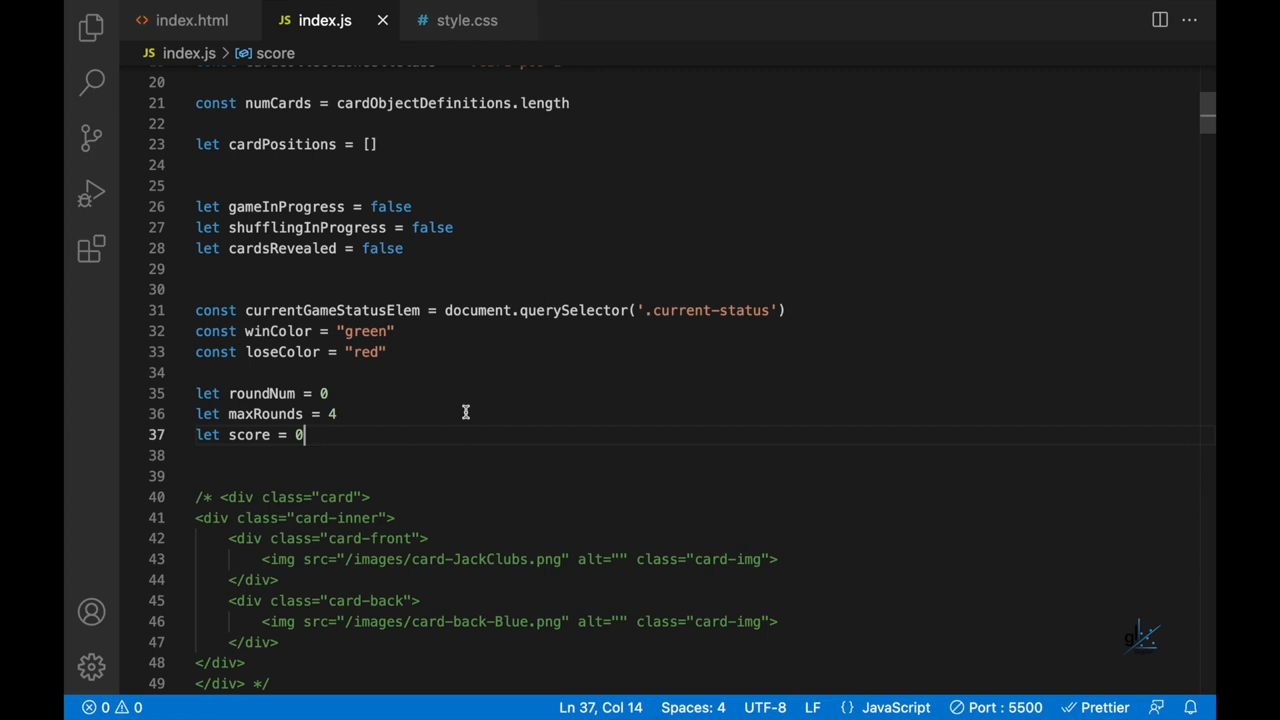 index.html
JS index.js
# style.css
JS index.js > score
20
21 const numCards = cardObjectDefinitions.length
22
23 let cardPositions = []
24
25
26 let gameInProgress = false
27 let shufflingInProgress = false
28 let cardsRevealed = false
29
30
31 const currentGameStatusElem = document.querySelector('.current-status')
32 const winColor = "green"
33 const loseColor = "red"
34
35 let roundNum = 0
36 let maxRounds = 4
37 let score = 0
38
39
40 /* <div class="card">
41 <div class="card-inner">
42 <div class="card-front">
43 <img src="/images/card-JackClubs.png" alt="" class="card-img">
44 </div>
45 <div class="card-back">
46 <img src="/images/card-back-Blue.png" alt="" class="card-img">
47 </div>
48 </div>
49 </div> */
0 0 Ln 37, Col 14 Spaces: 4 UTF-8 LF {} JavaScript Port : 5500 Prettier